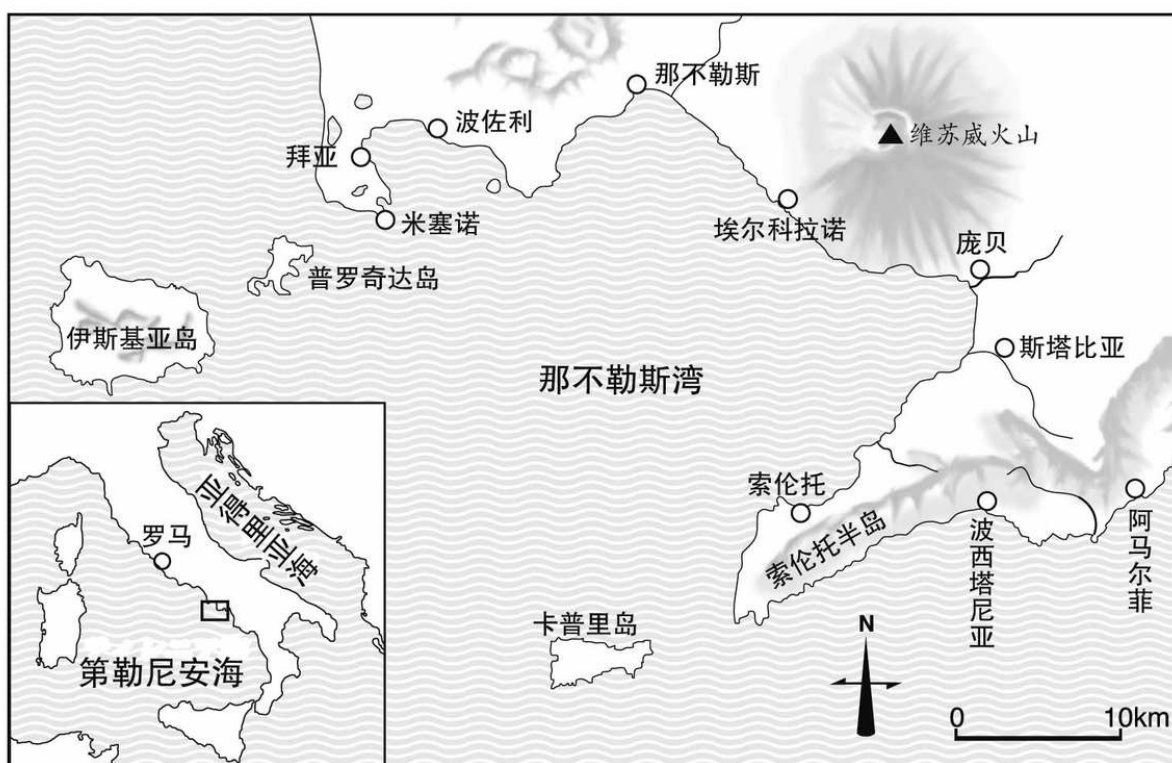 那不勒斯
波佐利
维苏威火山
拜亚
米塞诺
埃尔科拉诺
庞贝
普罗奇达岛
伊斯基亚岛
斯塔比亚
那不勒斯湾
索伦托
索伦托半岛
波西塔尼亚
阿马尔菲
卡普里岛
N
0 10km
亚得里亚海
罗马
第勒尼安海